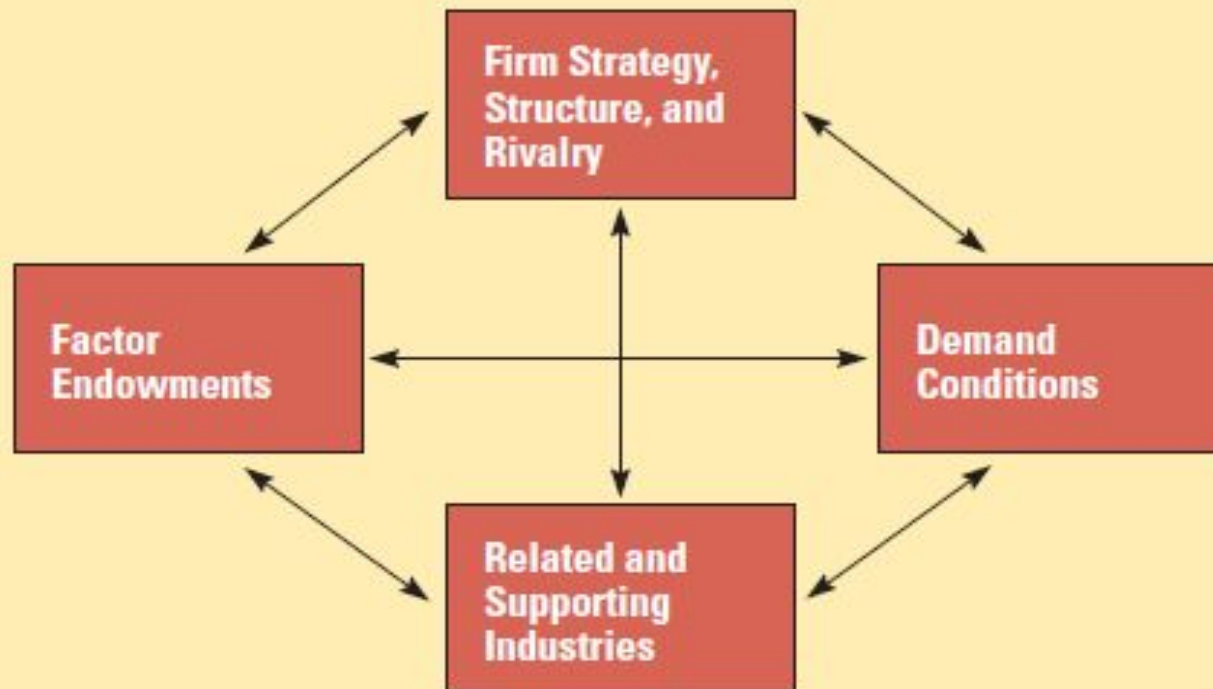 Firm Strategy,
Structure, and
Rivalry
Factor
Endowments
Demand
Conditions
Related and
Supporting
Industries